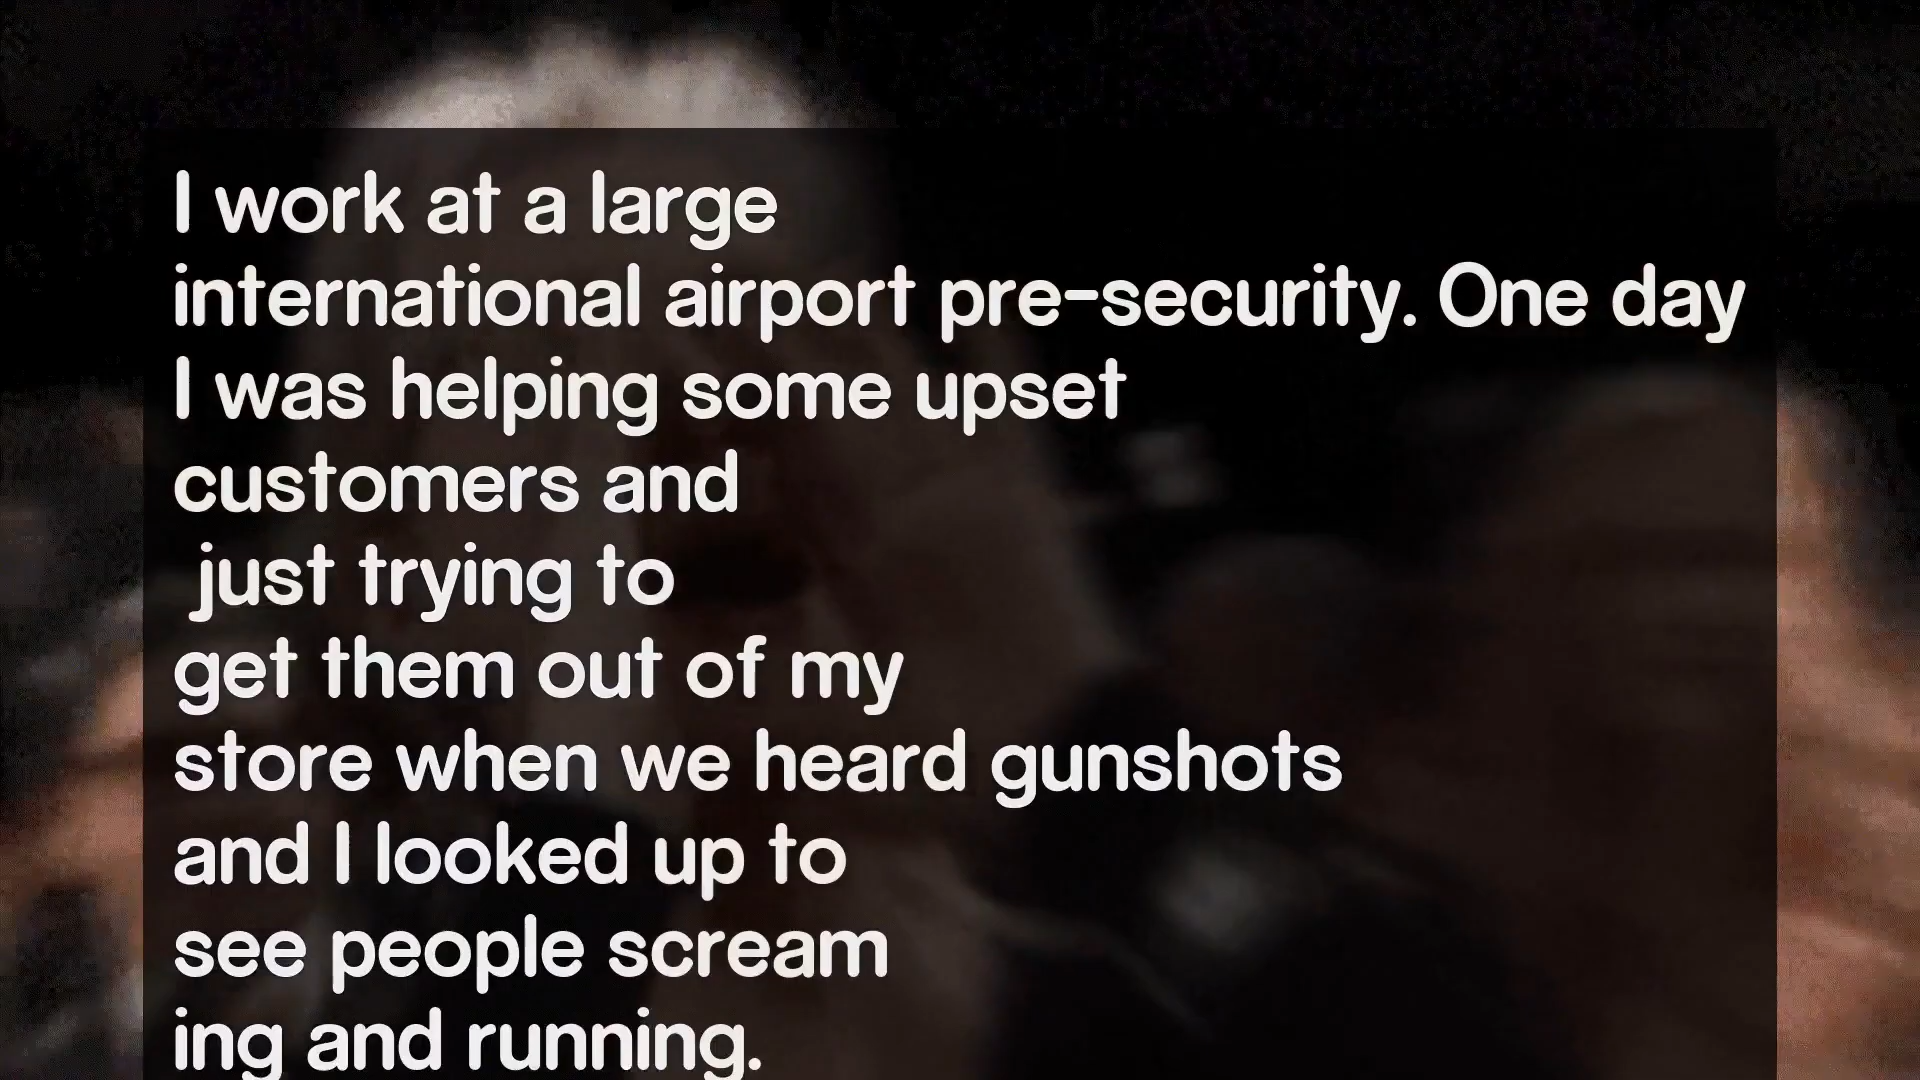 I work at a large
international airport pre-security. One day
I was helping some upset
customers and
just trying to
get them out of my
store when we heard gunshots
and I looked up to
see people scream
ing and running.